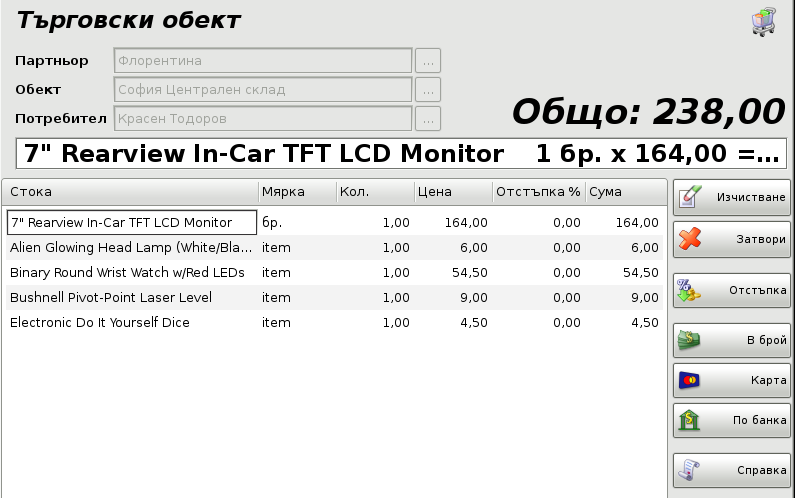 Търговски обект
Партньор Флорентина ...
Обект София Централен склад ...
Потребител Красен Тодоров ...
Общо: 238,00
7" Rearview In-Car TFT LCD Monitor 1 бр. x 164,00 =...
Стока Мярка Кол. Цена Отстъпка % Сума
7" Rearview In-Car TFT LCD Monitor бр. 1,00 164,00 0,00 164,00
Alien Glowing Head Lamp (White/Bla... item 1,00 6,00 0,00 6,00
Binary Round Wrist Watch w/Red LEDs item 1,00 54,50 0,00 54,50
Bushnell Pivot-Point Laser Level item 1,00 9,00 0,00 9,00
Electronic Do It Yourself Dice item 1,00 4,50 0,00 4,50
Изчистване
Затвори
Отстъпка
В брой
Карта
По банка
Справка